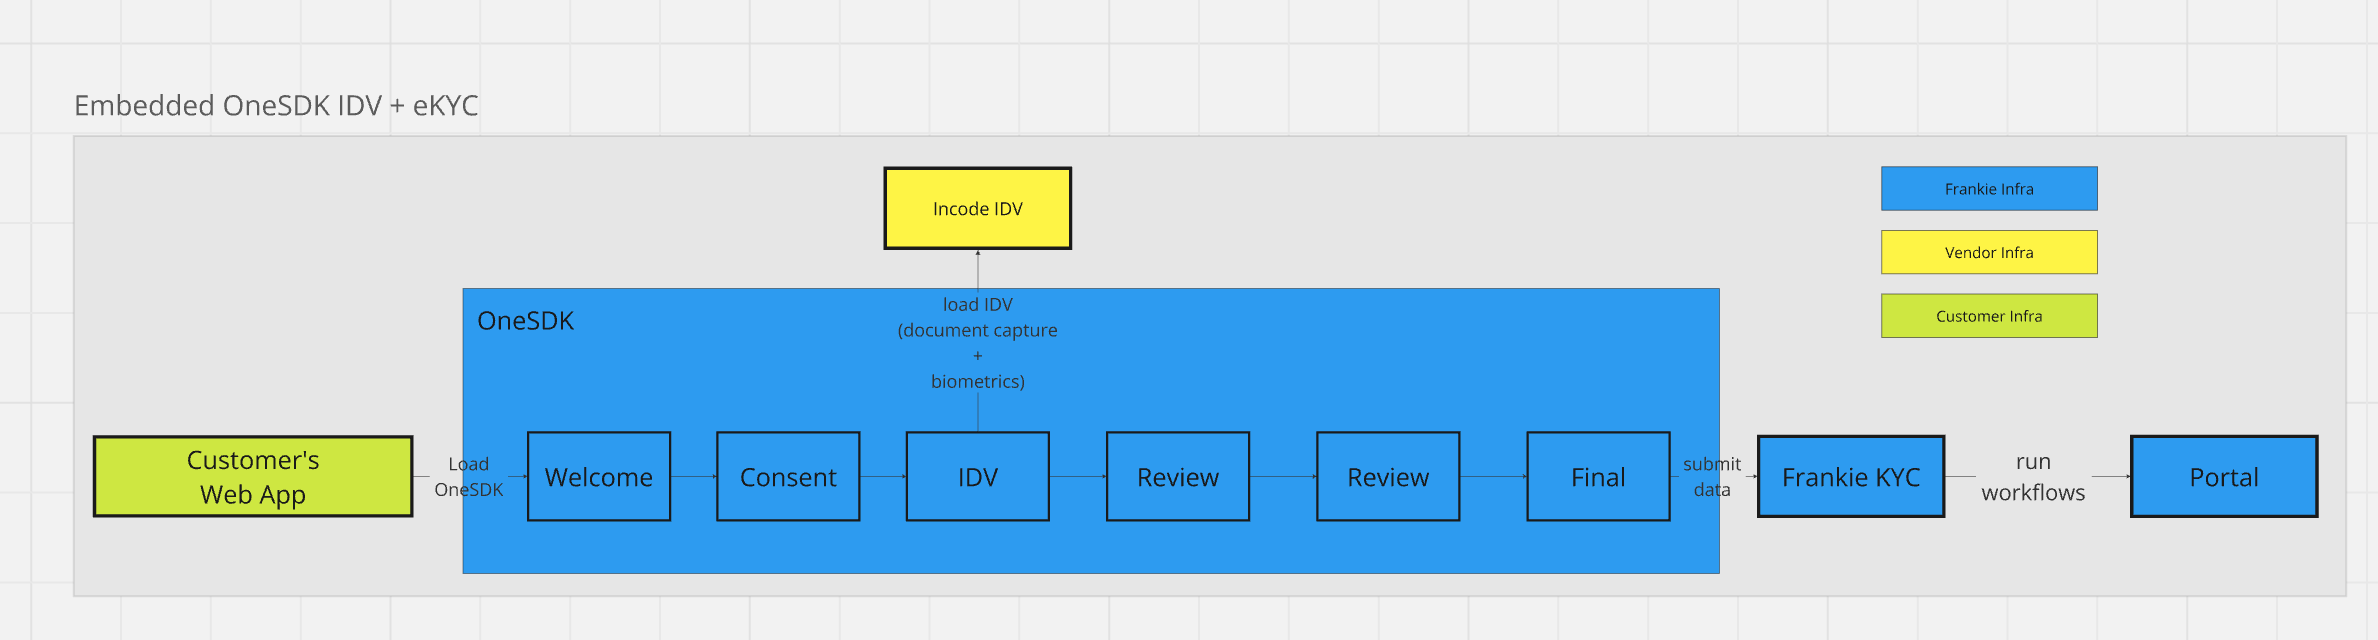 Embedded OneSDK IDV + eKYC
Incode IDV
Frankie Infra
Vendor Infra
Customer Infra
OneSDK
load IDV
(document capture
+
biometrics)
Customer's
Web App
Load
OneSDK
Welcome
Consent
IDV
Review
Review
Final
submit
data
Frankie KYC
run
workflows
Portal